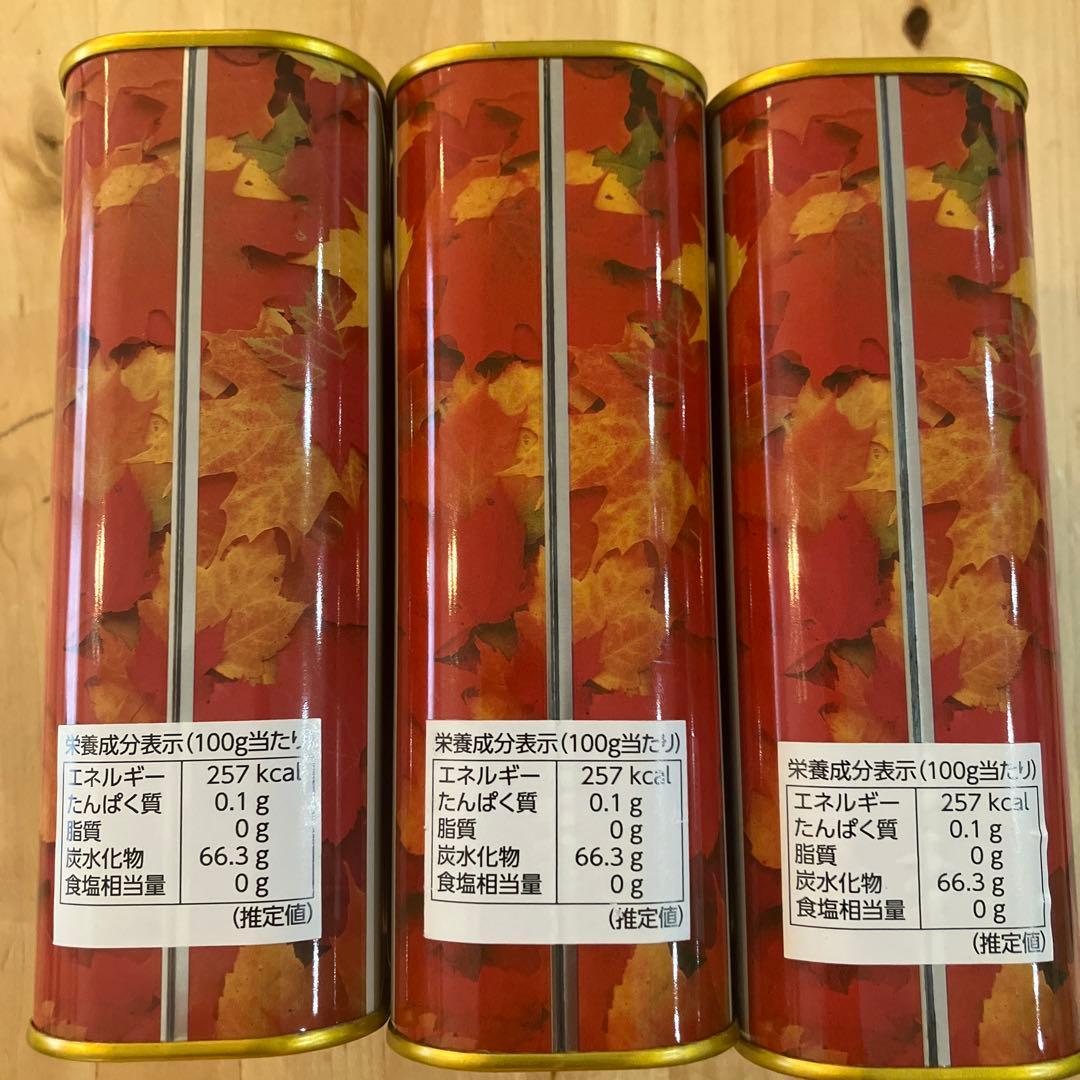 栄養成分表示(100g当たり
エネルギー 257 kcal
たんぱく質 0.1 g
脂質 0 g
炭水化物 66.3 g
食塩相当量 0 g
(推定値)
栄養成分表示(100g当たり)
エネルギー 257 kcal
たんぱく質 0.1 g
脂質 0 g
炭水化物 66.3 g
食塩相当量 0 g
(推定値)
栄養成分表示(100g当たり)
エネルギー 257 kcal
たんぱく質 0.1 g
脂質 0 g
炭水化物 66.3 g
食塩相当量 0 g
(推定値)